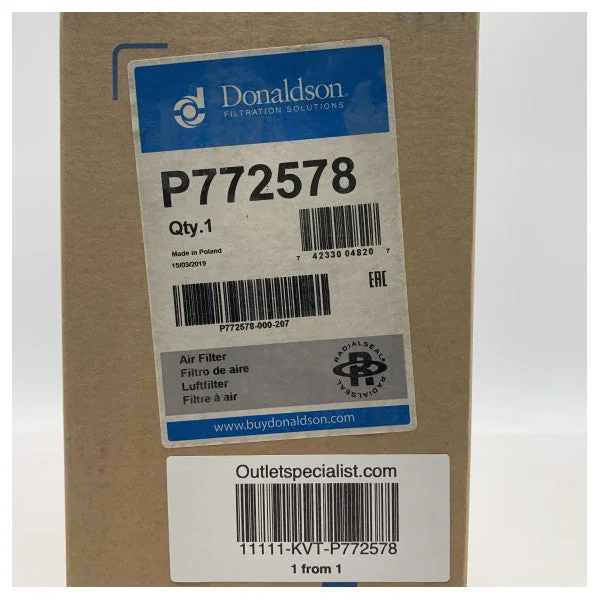 Donaldson®
FILTRATION SOLUTIONS
P772578
Qty.1
Made in Poland
15/03/2019
7 42330 04820 7
EAC
P772578-000-207
Air Filter
Filtro de aire
Luftfilter
Filtre à air
RADIALSEAL
RADIALSEAL
www.buydonaldson.com
Outletspecialist.com
11111-KVT-P772578
1 from 1